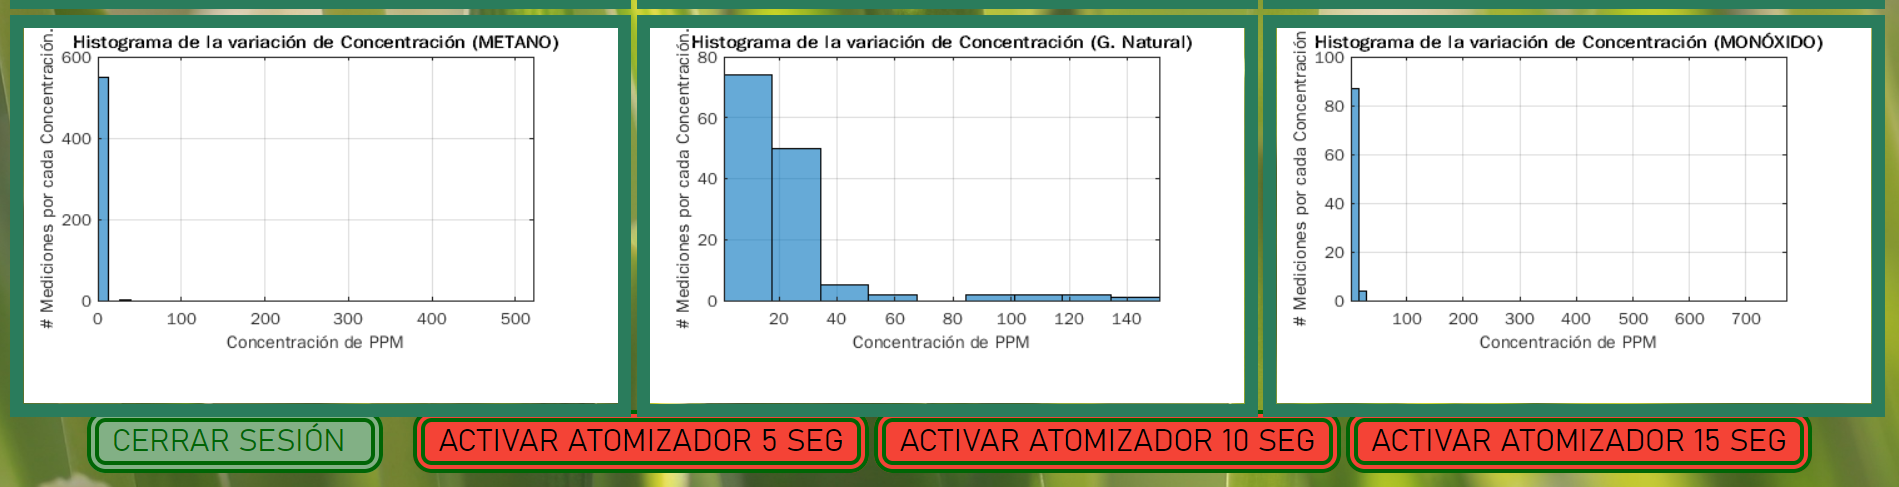 Histograma de la variación de Concentración (METANO)
# Mediciones por cada Concentración.
600
400
200
0
0 100 200 300 400 500
Concentración de PPM
Histograma de la variación de Concentración (G. Natural)
# Mediciones por cada Concentración.
80
60
40
20
0
20 40 60 80 100 120 140
Concentración de PPM
Histograma de la variación de Concentración (MONÓXIDO)
# Mediciones por cada Concentración
100
80
60
40
20
0
100 200 300 400 500 600 700
Concentración de PPM
CERRAR SESIÓN
ACTIVAR ATOMIZADOR 5 SEG
ACTIVAR ATOMIZADOR 10 SEG
ACTIVAR ATOMIZADOR 15 SEG